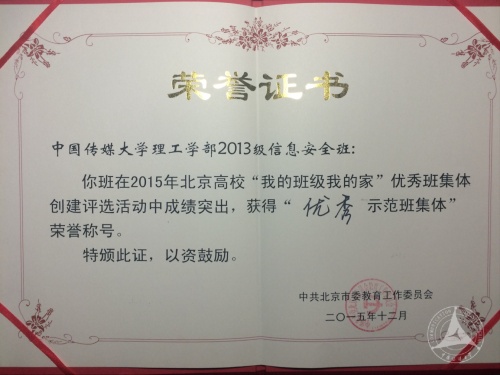 荣誉证书
中国传媒大学理工学部2013级信息安全班：
你班在2015年北京高校“我的班级我的家”优秀班集体
创建评选活动中成绩突出，获得“优秀示范班集体”
荣誉称号。
特颁此证，以资鼓励。
中共北京市委教育工作委员会
二〇一五年十二月